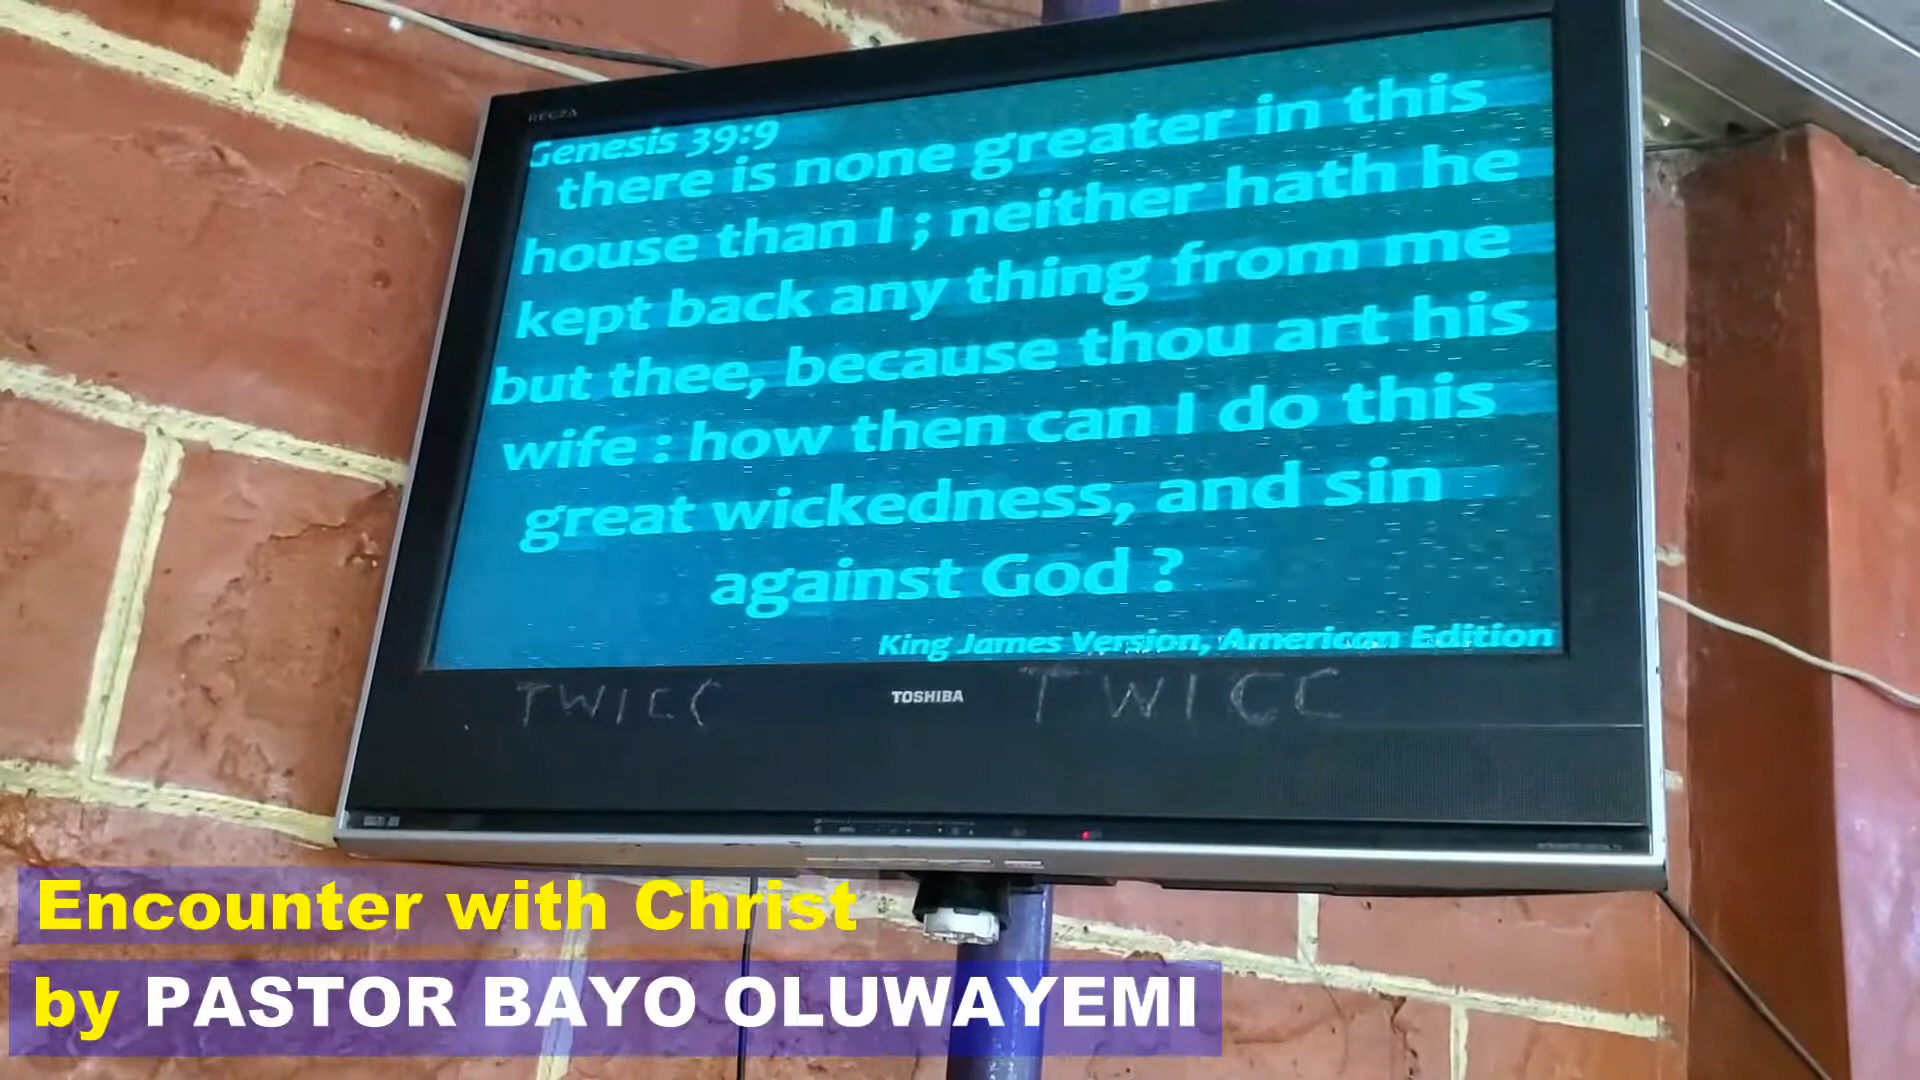 REGZA
Genesis 39:9
there is none greater in this
house than I ; neither hath he
kept back any thing from me
but thee, because thou art his
wife : how then can I do this
great wickedness, and sin
against God ?
King James Version, American Edition
TWICC TOSHIBA TWICC
MENU
Encounter with Christ
by PASTOR BAYO OLUWAYEMI